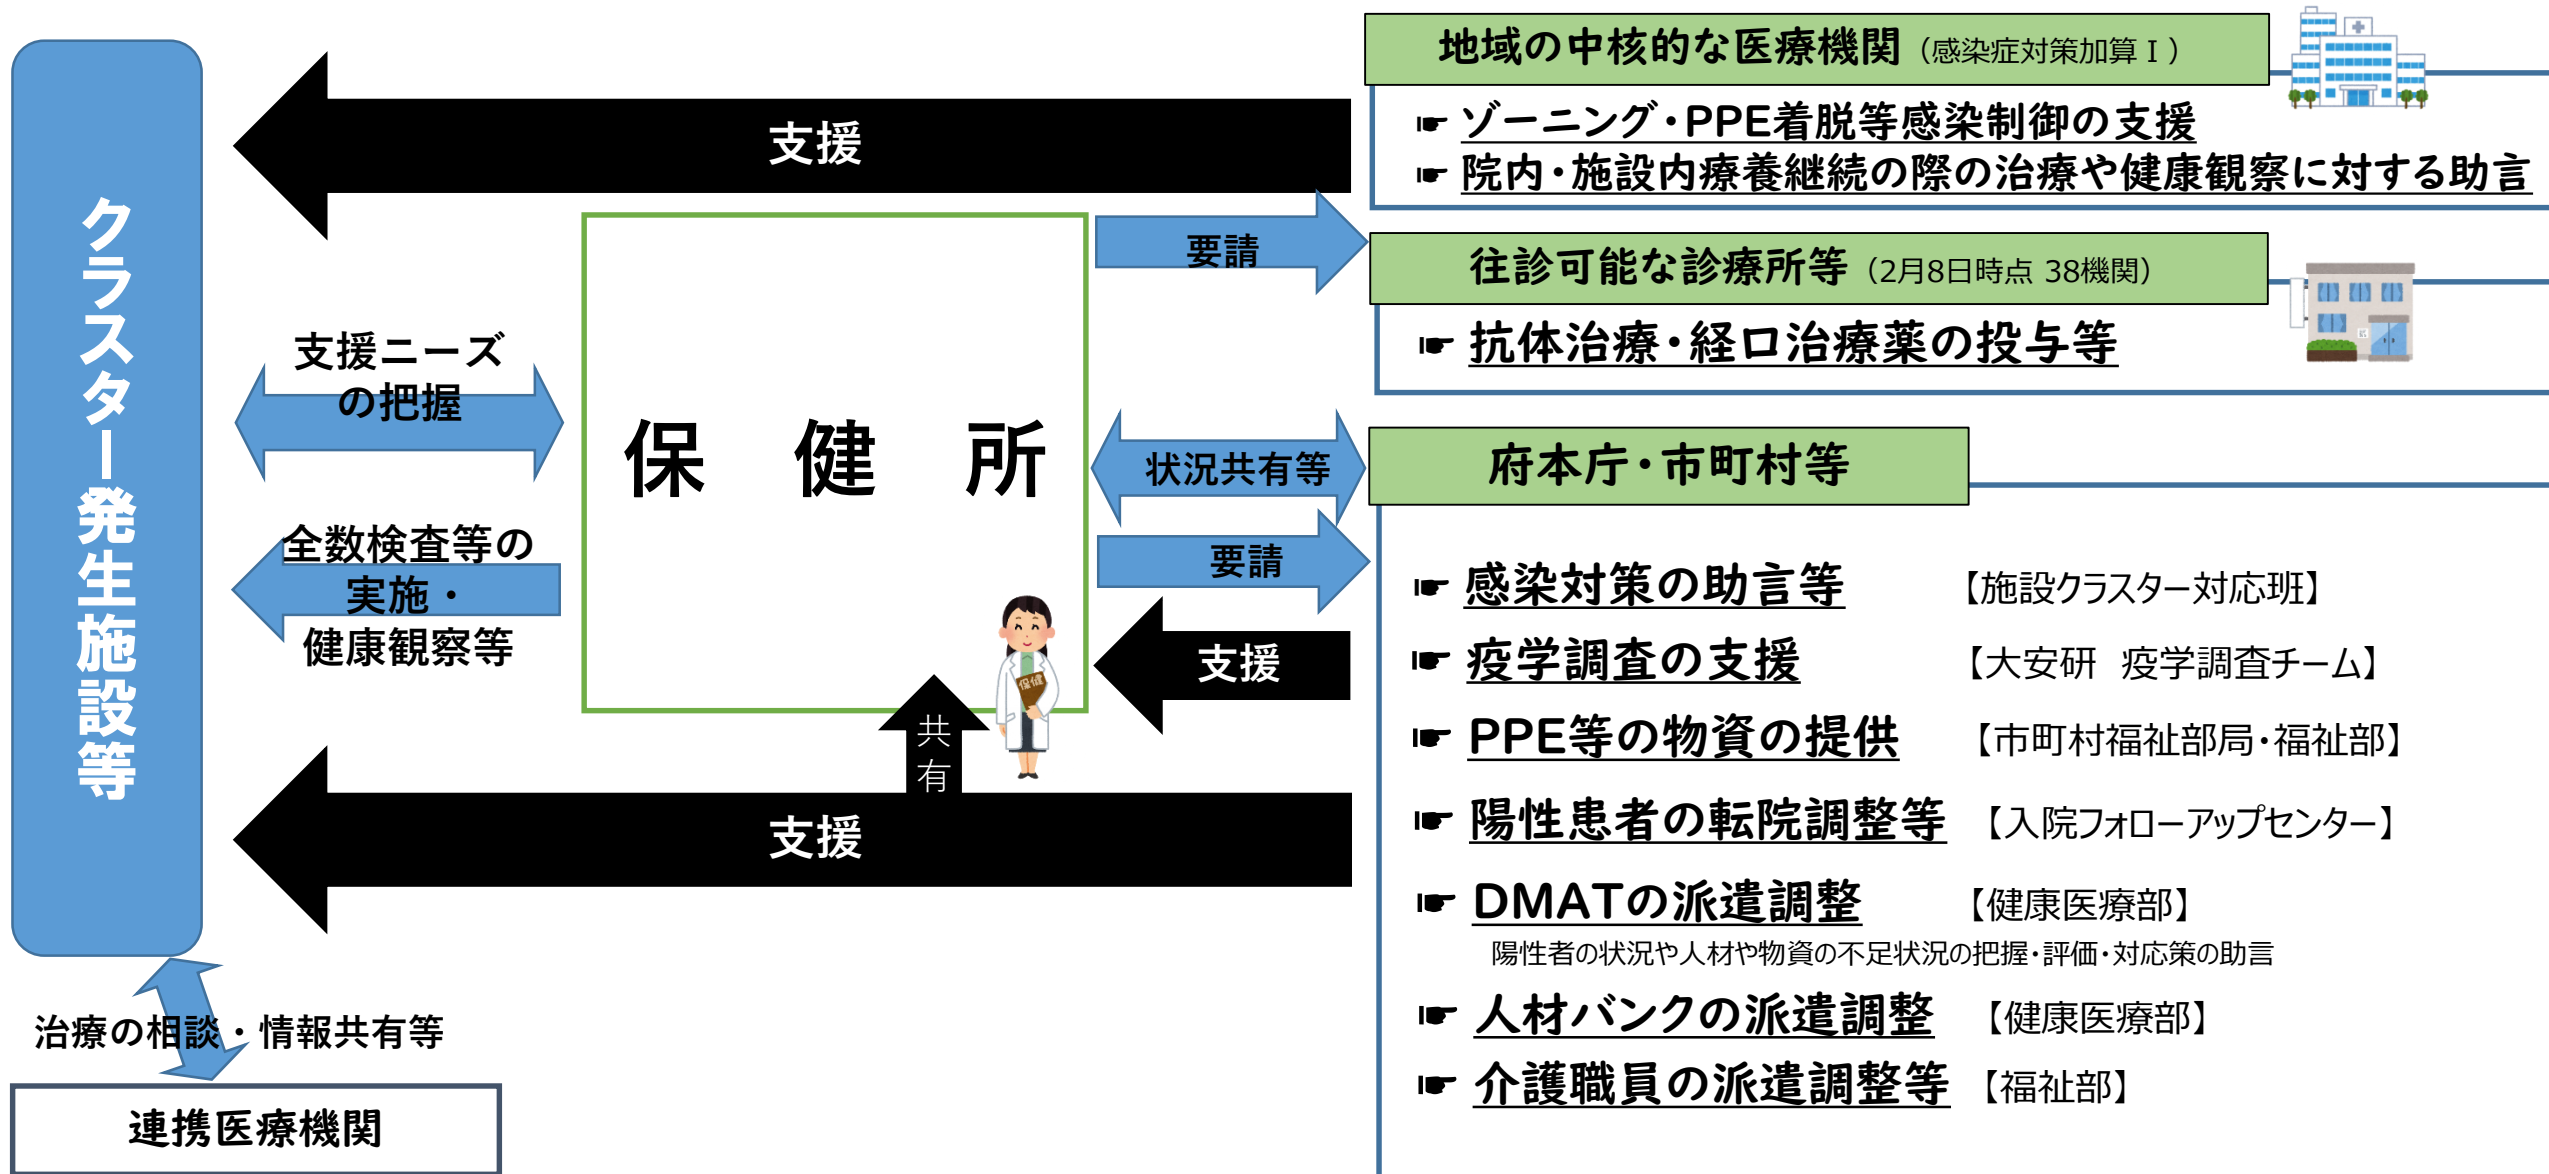 地域の中核的な医療機関（感染症対策加算Ⅰ）
☛ ゾーニング・PPE着脱等感染制御の支援
☛ 院内・施設内療養継続の際の治療や健康観察に対する助言
支援
クラスター発生施設等
要請
往診可能な診療所等（2月8日時点 38機関）
☛ 抗体治療・経口治療薬の投与等
支援ニーズ
の把握
保 健 所
状況共有等
府本庁・市町村等
全数検査等の
実施・
健康観察等
要請
支援
保健
共有
支援
☛ 感染対策の助言等 【施設クラスター対応班】
☛ 疫学調査の支援 【大安研 疫学調査チーム】
☛ PPE等の物資の提供 【市町村福祉部局・福祉部】
☛ 陽性患者の転院調整等 【入院フォローアップセンター】
☛ DMATの派遣調整 【健康医療部】
陽性者の状況や人材や物資の不足状況の把握・評価・対応策の助言
☛ 人材バンクの派遣調整 【健康医療部】
☛ 介護職員の派遣調整等 【福祉部】
治療の相談・情報共有等
連携医療機関